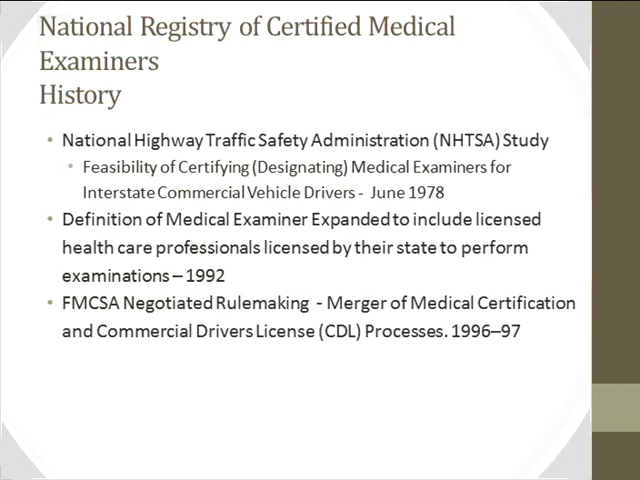 National Registry of Certified Medical
Examiners
History
• National Highway Traffic Safety Administration (NHTSA) Study
• Feasibility of Certifying (Designating) Medical Examiners for
Interstate Commercial Vehicle Drivers - June 1978
• Definition of Medical Examiner Expanded to include licensed
health care professionals licensed by their state to perform
examinations – 1992
• FMCSA Negotiated Rulemaking - Merger of Medical Certification
and Commercial Drivers License (CDL) Processes. 1996–97